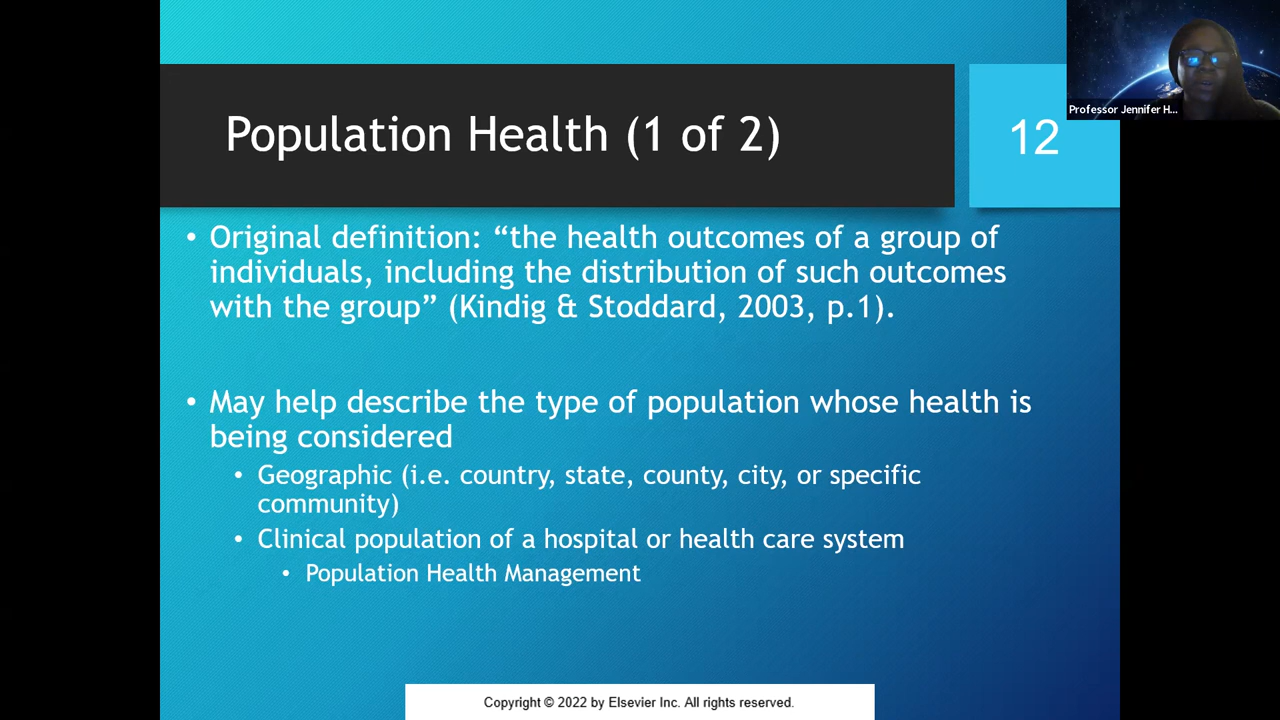 Population Health (1 of 2)
12
Professor Jennifer H...
• Original definition: “the health outcomes of a group of
individuals, including the distribution of such outcomes
with the group” (Kindig & Stoddard, 2003, p.1).
• May help describe the type of population whose health is
being considered
• Geographic (i.e. country, state, county, city, or specific
community)
• Clinical population of a hospital or health care system
• Population Health Management
Copyright © 2022 by Elsevier Inc. All rights reserved.